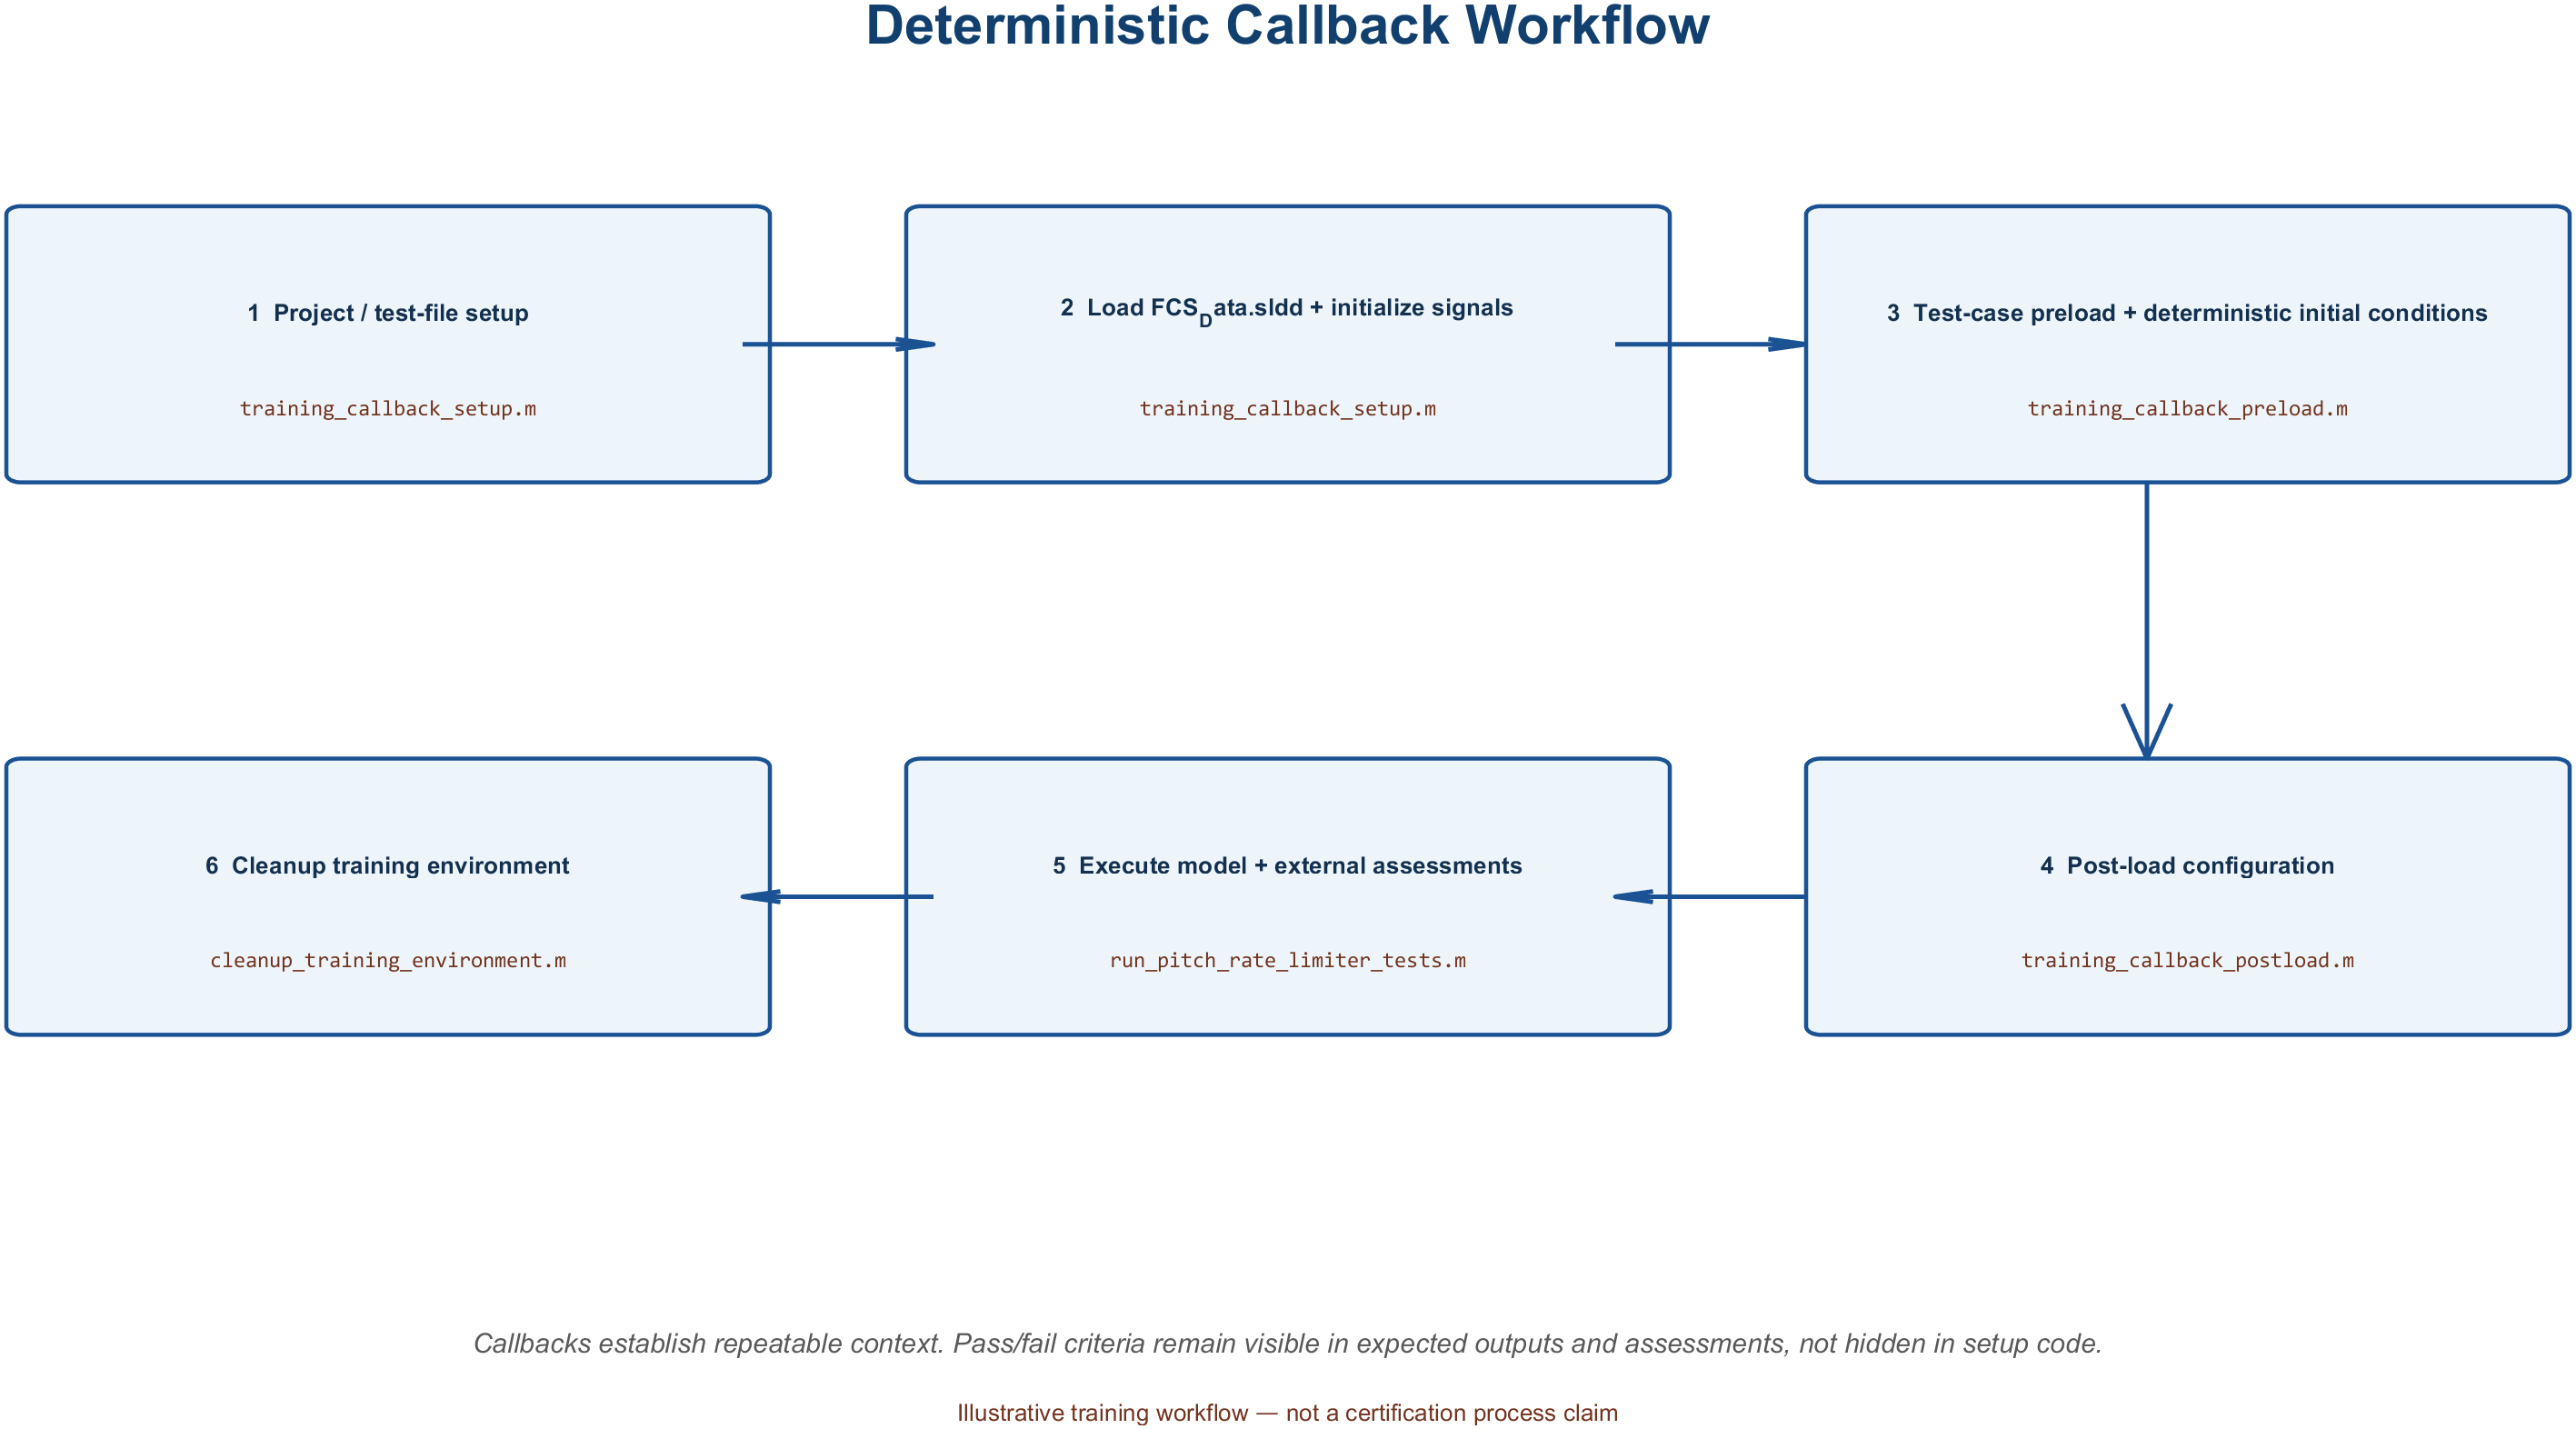 Deterministic Callback Workflow
1 Project / test-file setup
training_callback_setup.m
2 Load FCS_Data.sldd + initialize signals
training_callback_setup.m
3 Test-case preload + deterministic initial conditions
training_callback_preload.m
4 Post-load configuration
training_callback_postload.m
5 Execute model + external assessments
run_pitch_rate_limiter_tests.m
6 Cleanup training environment
cleanup_training_environment.m
Callbacks establish repeatable context. Pass/fail criteria remain visible in expected outputs and assessments, not hidden in setup code.
Illustrative training workflow — not a certification process claim